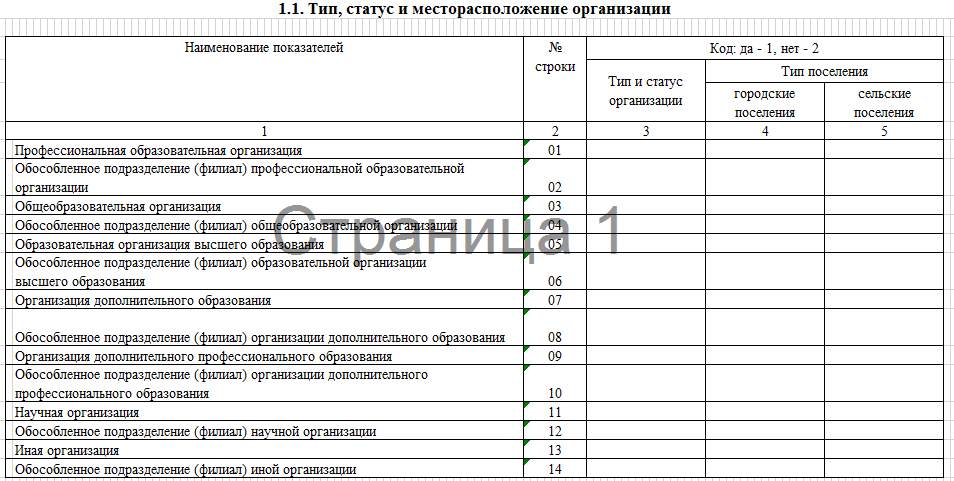 1.1. Тип, статус и месторасположение организации
Наименование показателей
№
строки
Код: да - 1, нет - 2
Тип и статус
организации
Тип поселения
городские
поселения
сельские
поселения
1 2 3 4 5
Профессиональная образовательная организация 01
Обособленное подразделение (филиал) профессиональной образовательной
организации 02
Общеобразовательная организация 03
Обособленное подразделение (филиал) общеобразовательной организации 04
Образовательная организация высшего образования 05
Обособленное подразделение (филиал) образовательной организации
высшего образования 06
Организация дополнительного образования 07
Обособленное подразделение (филиал) организации дополнительного образования 08
Организация дополнительного профессионального образования 09
Обособленное подразделение (филиал) организации дополнительного
профессионального образования 10
Научная организация 11
Обособленное подразделение (филиал) научной организации 12
Иная организация 13
Обособленное подразделение (филиал) иной организации 14
Страница 1